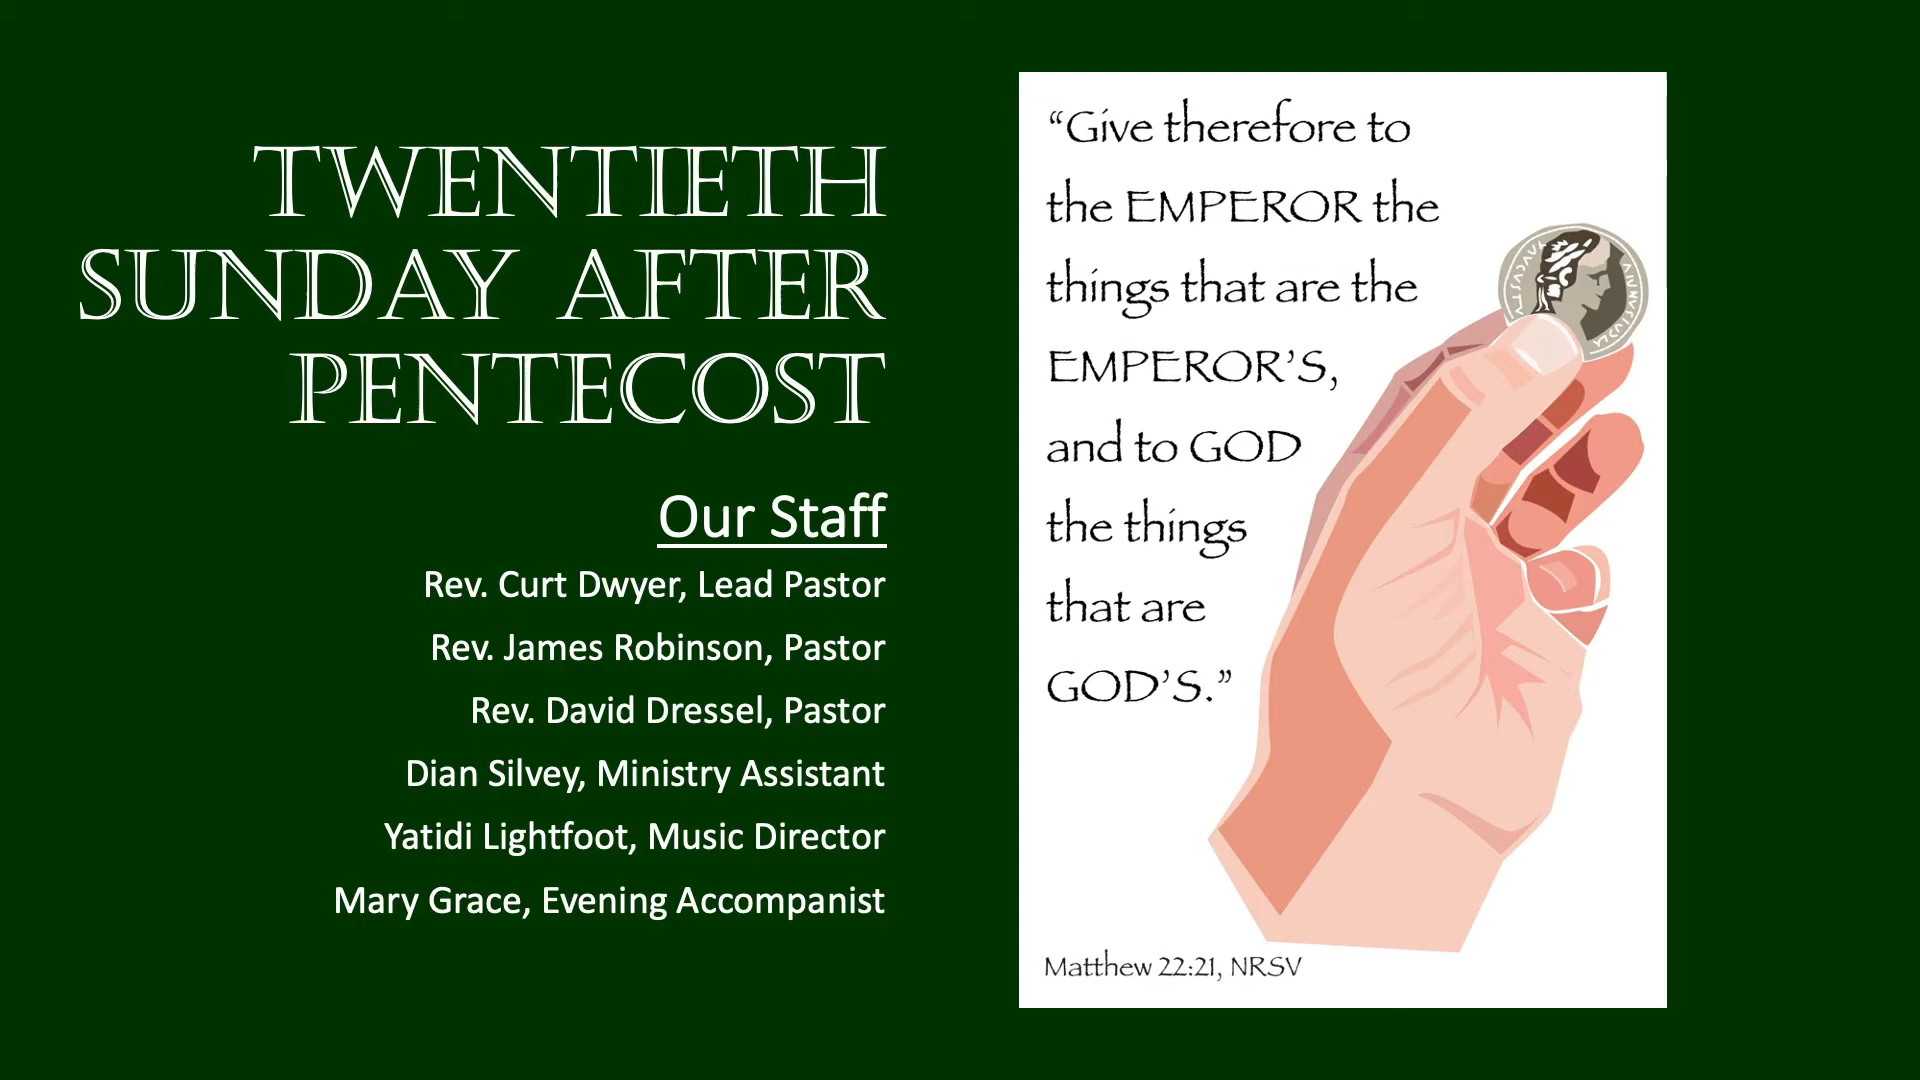 TWENTIETH
SUNDAY AFTER
PENTECOST
Our Staff
Rev. Curt Dwyer, Lead Pastor
Rev. James Robinson, Pastor
Rev. David Dressel, Pastor
Dian Silvey, Ministry Assistant
Yatidi Lightfoot, Music Director
Mary Grace, Evening Accompanist
“Give therefore to
the EMPEROR the
things that are the
EMPEROR’S,
and to GOD
the things
that are
GOD’S.”
Matthew 22:21, NRSV